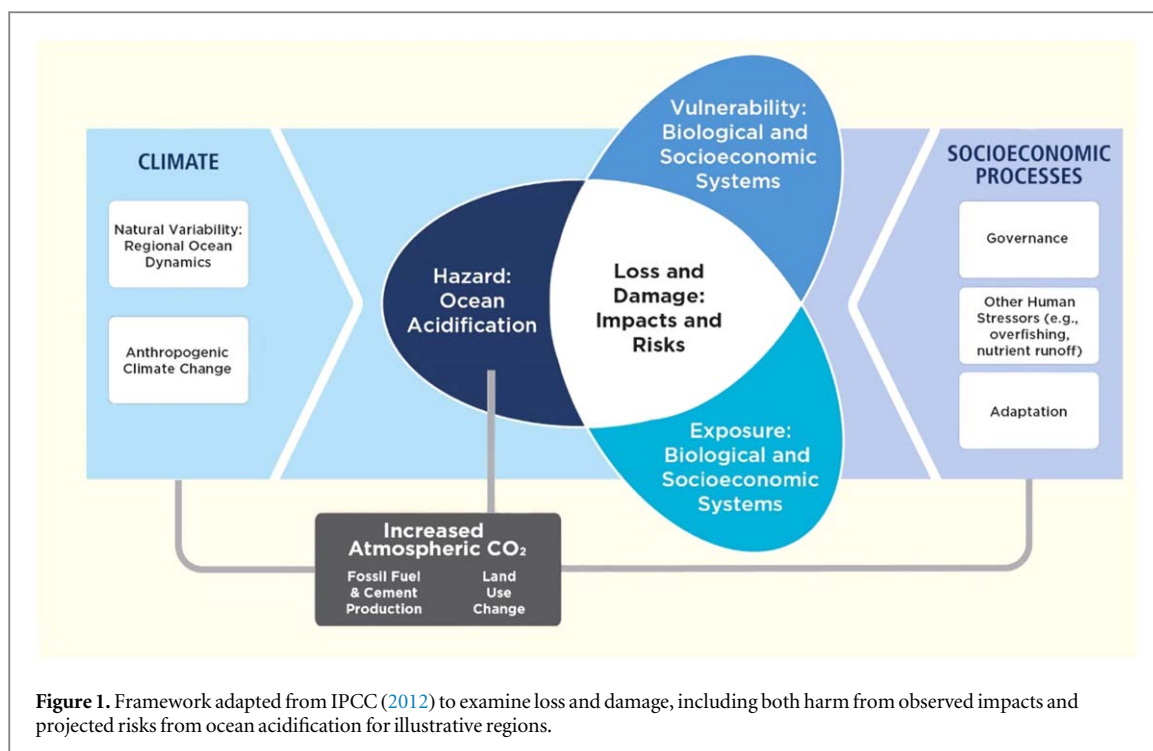 CLIMATE
Natural Variability:
Regional Ocean
Dynamics
Anthropogenic
Climate Change
Hazard:
Ocean
Acidification
Vulnerability:
Biological and
Socioeconomic
Systems
Loss and
Damage:
Impacts and
Risks
Exposure:
Biological and
Socioeconomic
Systems
SOCIOECONOMIC
PROCESSES
Governance
Other Human
Stressors (e.g.,
overfishing,
nutrient runoff)
Adaptation
Increased
Atmospheric CO₂
Fossil Fuel
& Cement
Production
Land
Use
Change
Figure 1. Framework adapted from IPCC (2012) to examine loss and damage, including both harm from observed impacts and
projected risks from ocean acidification for illustrative regions.